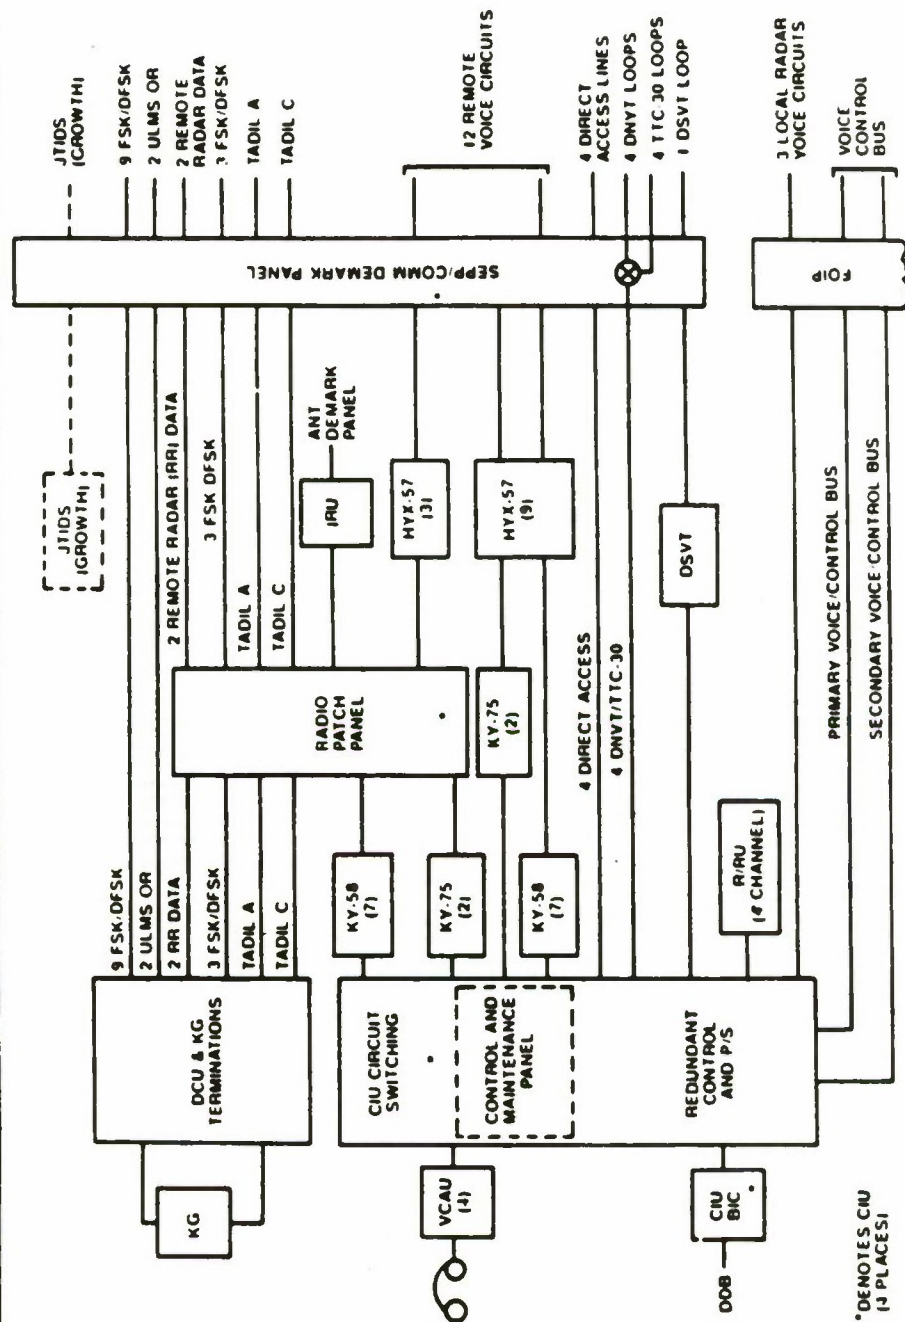 JTIDS
(GROWTH)
JTIDS
(GROWTH)
9 FSK/DFSK
2 ULMS OR
2 RR DATA
3 FSK/DFSK
TADIL A
TADIL C
2 REMOTE RADAR (RR) DATA
3 FSK DFSK
TADIL A
TADIL C
9 FSK/DFSK
2 ULMS OR
2 REMOTE
RADAR DATA
3 FSK/DFSK
TADIL A
TADIL C
KG
DCU & KG
TERMINATIONS
RADIO
PATCH
PANEL
•
IRU
ANT
DEMARK
PANEL
SEPP/COMM DEMARK PANEL
•
HYX-57
(3)
KY-58
(7)
KY-75
(2)
KY-75
(2)
KY-58
(7)
HYX-57
(9)
12 REMOTE
VOICE CIRCUITS
VCAU
(4)
CIU CIRCUIT
SWITCHING
•
CONTROL AND
MAINTENANCE
PANEL
REDUNDANT
CONTROL
AND P/S
4 DIRECT ACCESS
4 DNVT/TTC-30
4 DIRECT
ACCESS LINES
4 DNYT LOOPS
4 TTC-30 LOOPS
1 DSVT LOOP
DSVT
DDB
CIU
BIC •
R/RU
CHANNEL)
FOIP
3 LOCAL RADAR
VOICE CIRCUITS
VOICE
CONTROL
BUS
PRIMARY VOICE/CONTROL BUS
SECONDARY VOICE/CONTROL BUS
•DENOTES CIU
(4 PLACES)